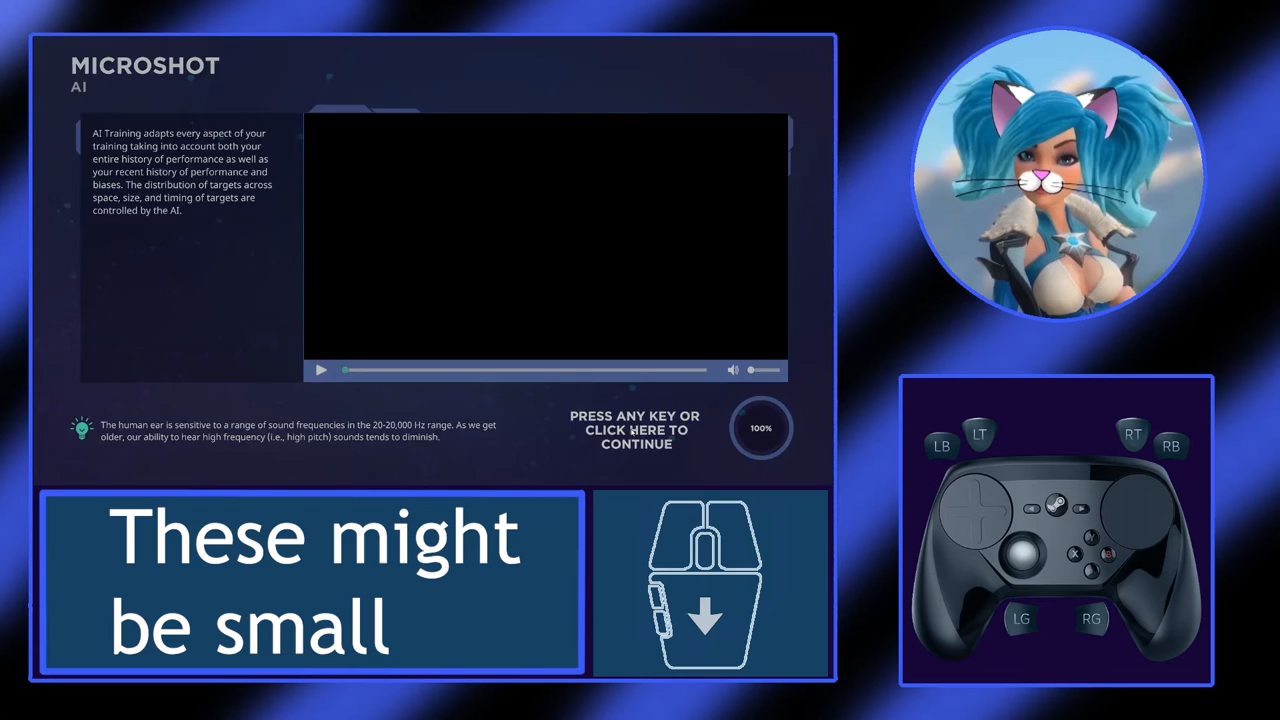 MICROSHOT
AI
AI Training adapts every aspect of your
training taking into account both your
entire history of performance as well as
your recent history of performance and
biases. The distribution of targets across
space, size, and timing of targets are
controlled by the AI.
The human ear is sensitive to a range of sound frequencies in the 20-20,000 Hz range. As we get
older, our ability to hear high frequency (i.e., high pitch) sounds tends to diminish.
PRESS ANY KEY OR
CLICK HERE TO
CONTINUE
100%
These might
be small
LB
LT
RT
RB
Y
X
LG
RG